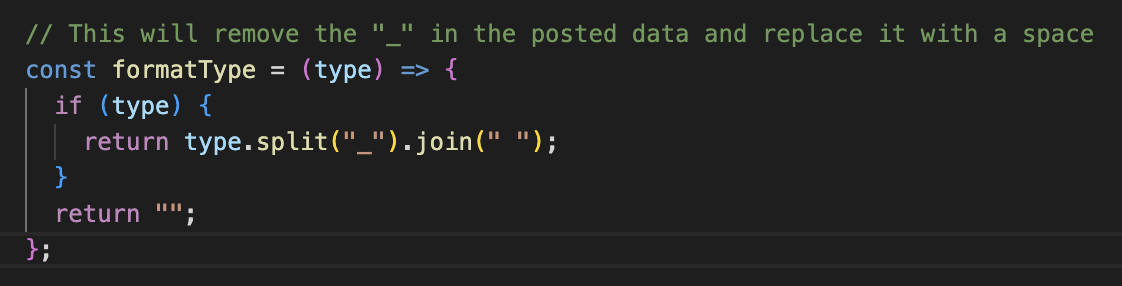 // This will remove the "_" in the posted data and replace it with a space
const formatType = (type) => {
  if (type) {
    return type.split("_").join(" ");
  }
  return "";
};